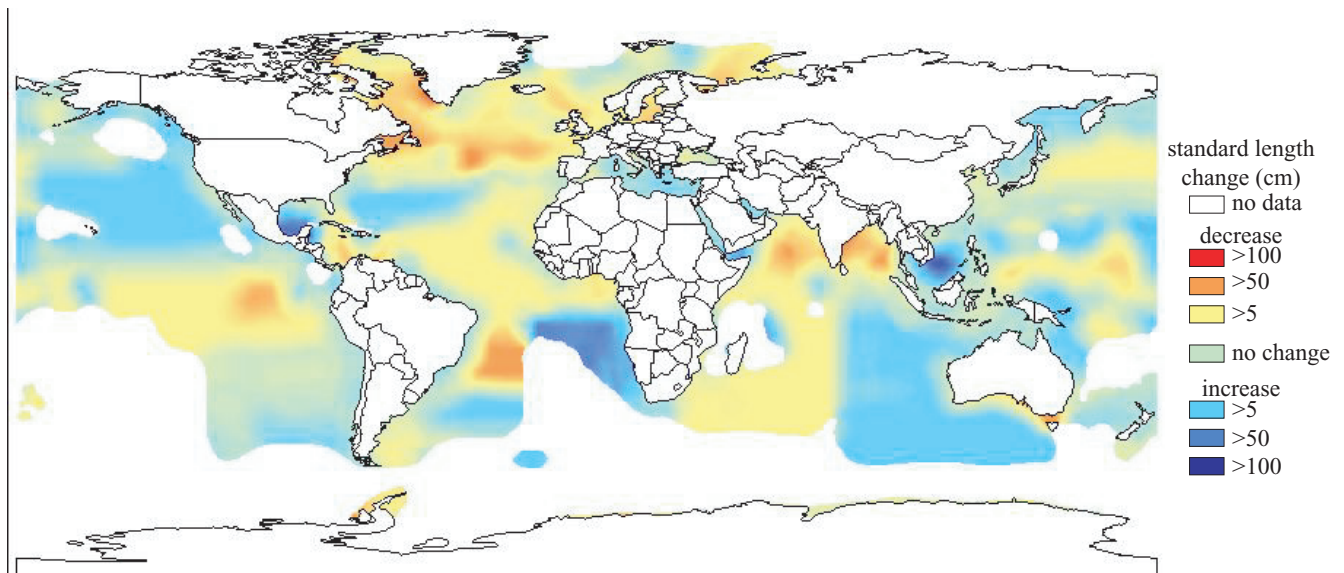 standard length
change (cm)
no data
decrease
>100
>50
>5
no change
increase
>5
>50
>100